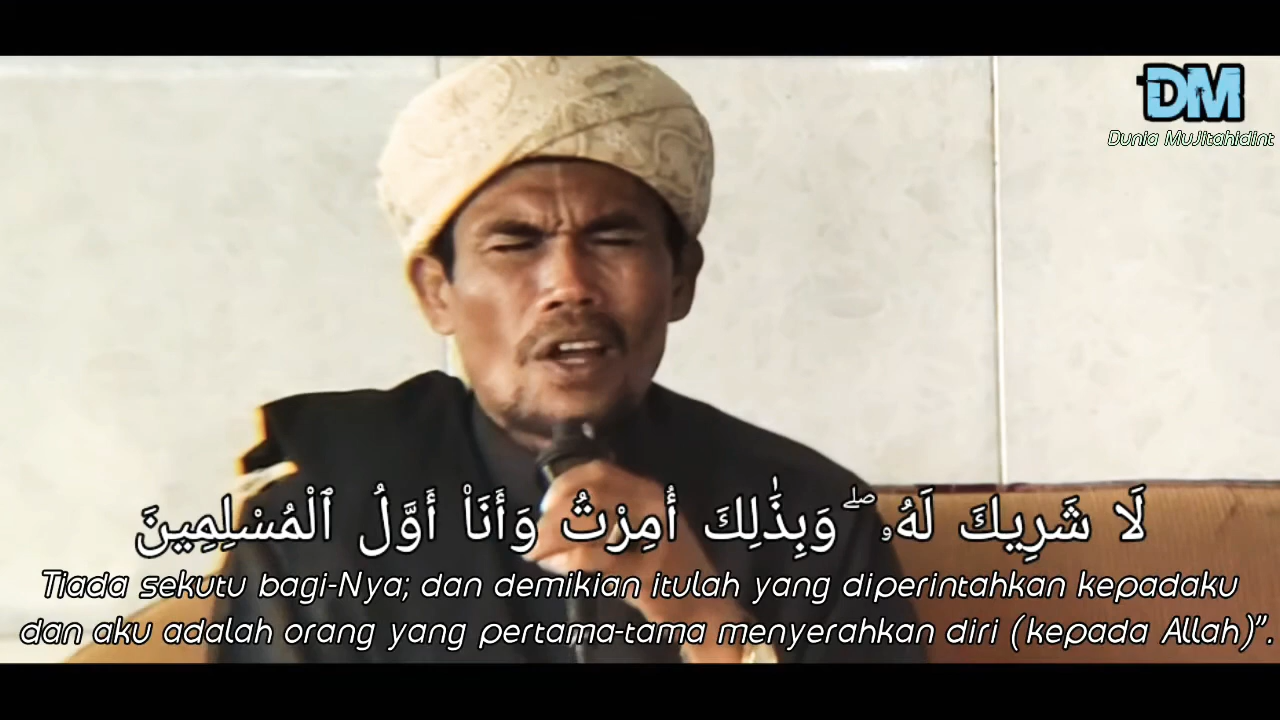 DM
Dunia MuJitahidint
لَا شَرِيكَ لَهُۥ ۖ وَبِذَٰلِكَ أُمِرْتُ وَأَنَا۠ أَوَّلُ ٱلْمُسْلِمِينَ
Tiada sekutu bagi-Nya; dan demikian itulah yang diperintahkan kepadaku
dan aku adalah orang yang pertama-tama menyerahkan diri (kepada Allah)”.